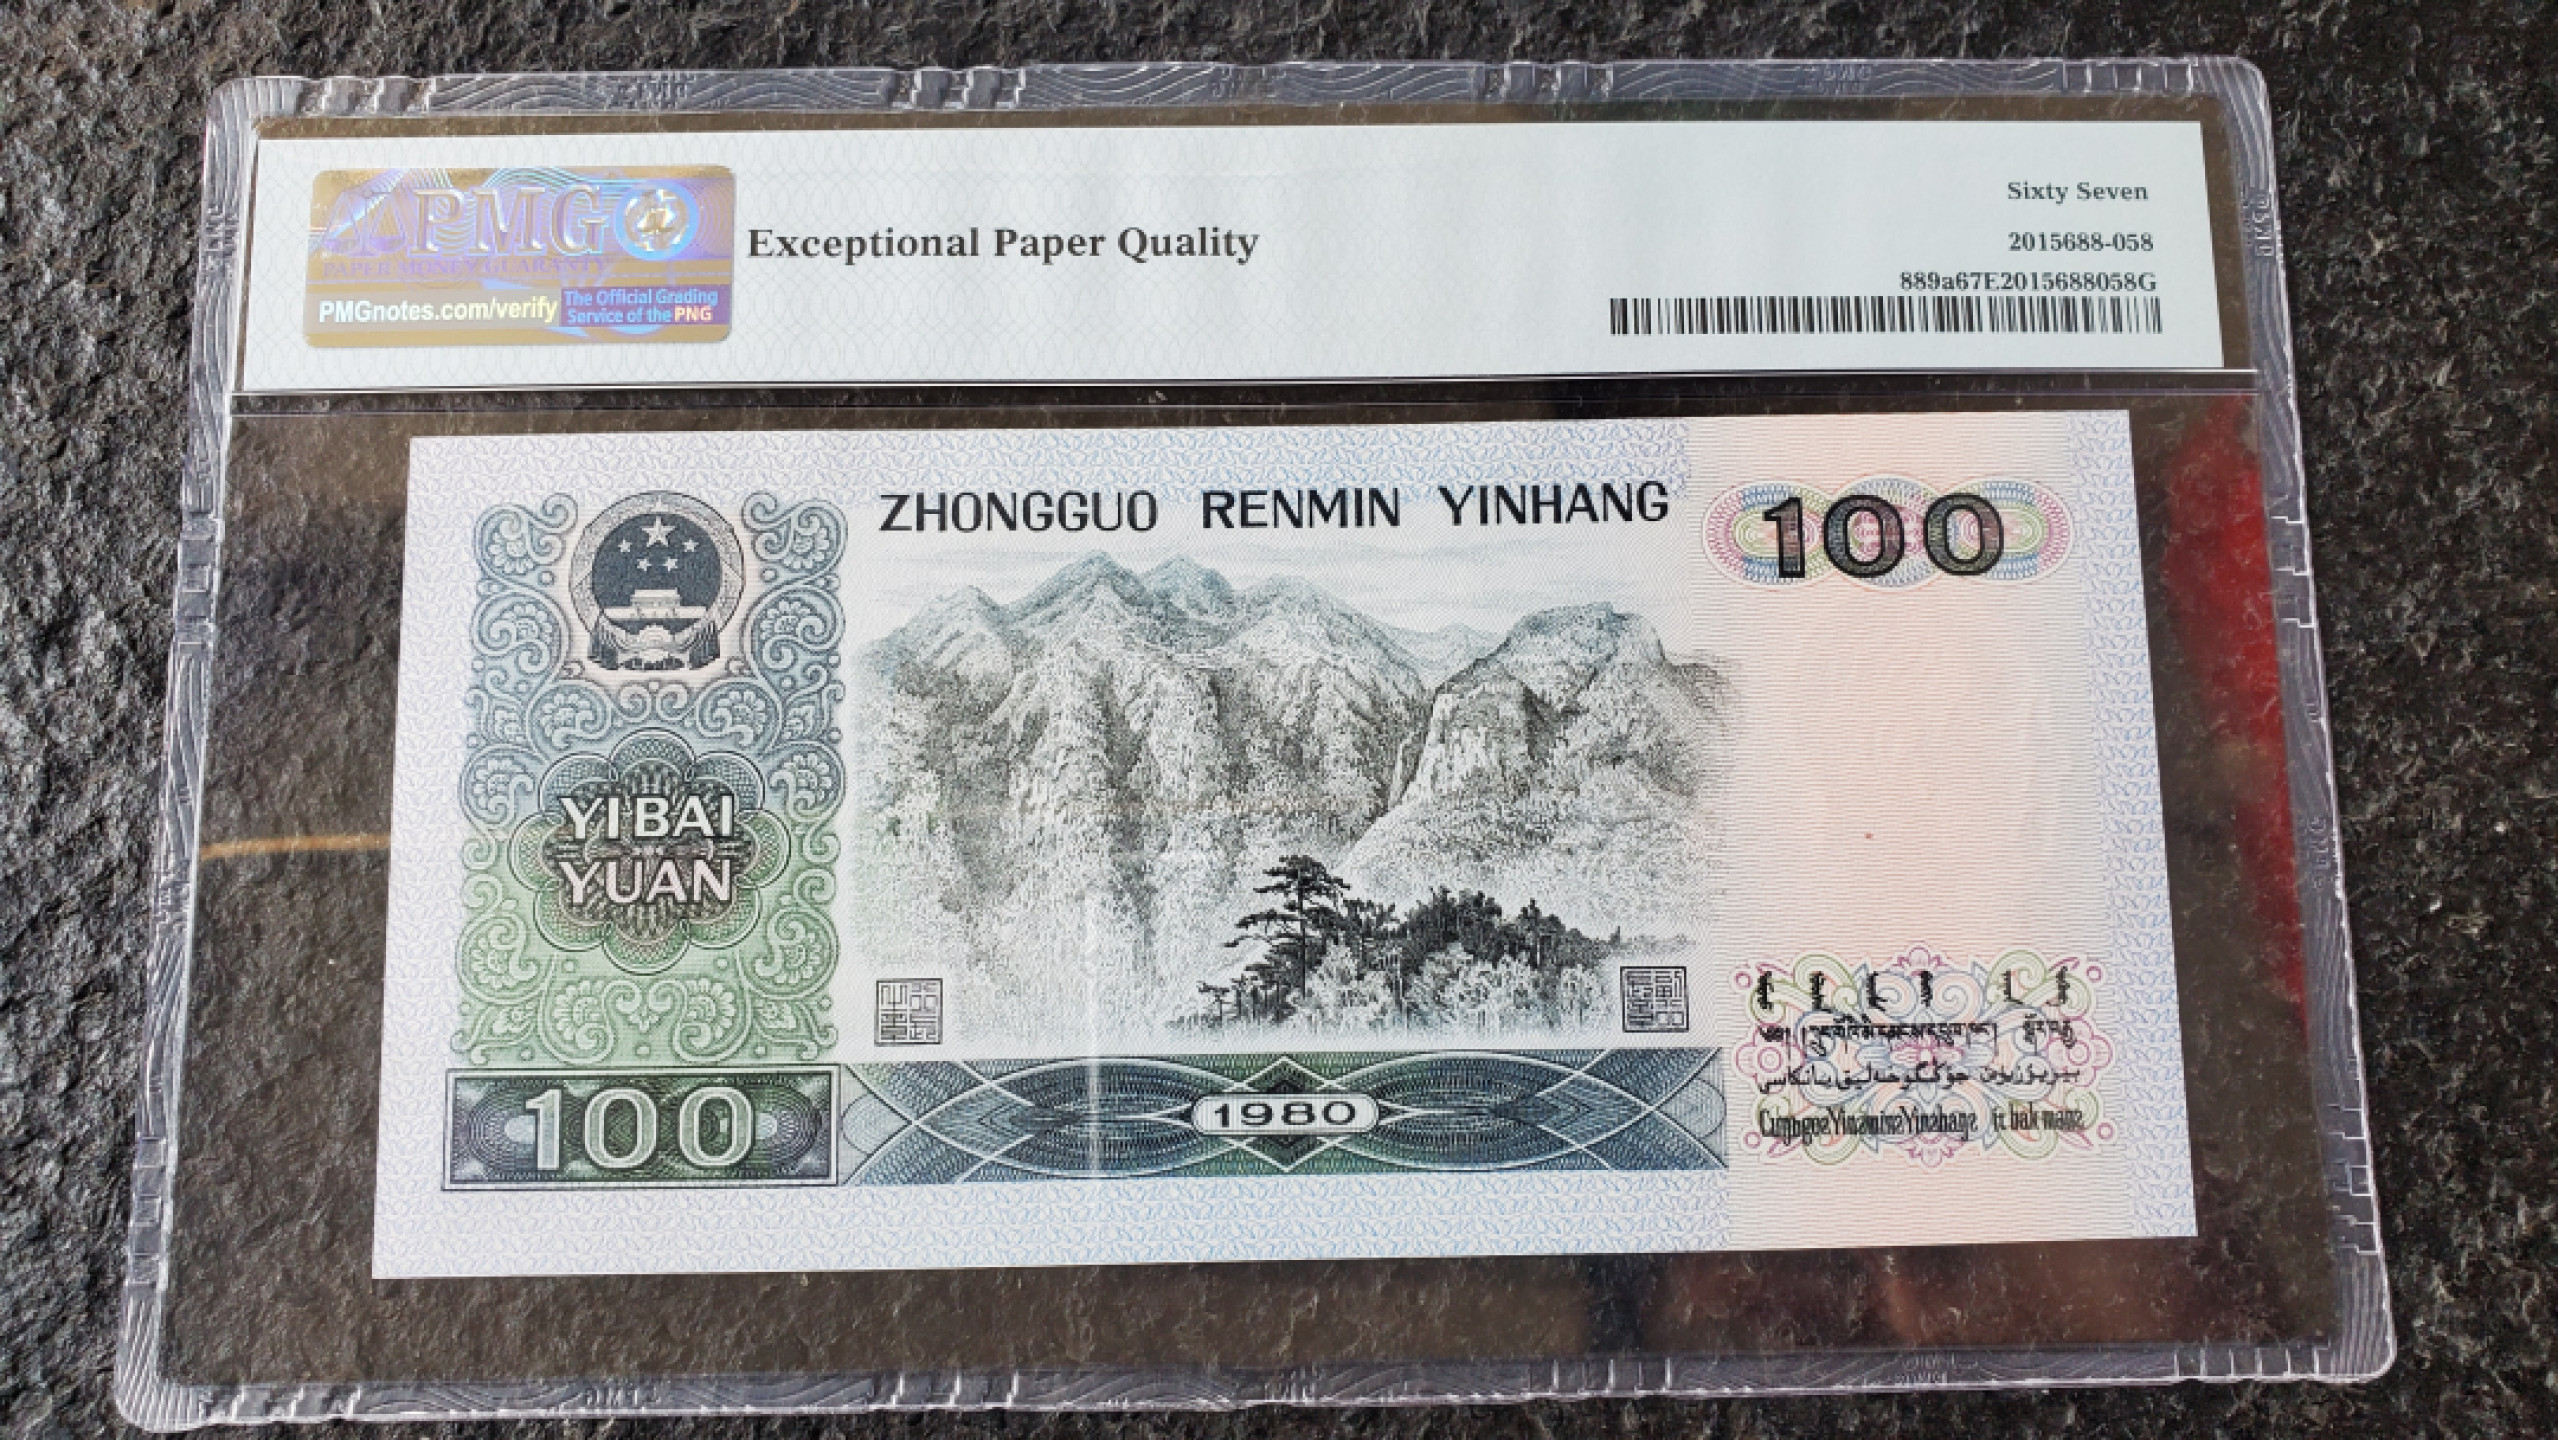 PMG
PAPER MONEY GUARANTY
PMGnotes.com/verify
The Official Grading
Service of the PNG
Exceptional Paper Quality
Sixty Seven
2015688-058
889a67E2015688058G
ZHONGGUO RENMIN YINHANG
100
YI BAI
YUAN
100
1980